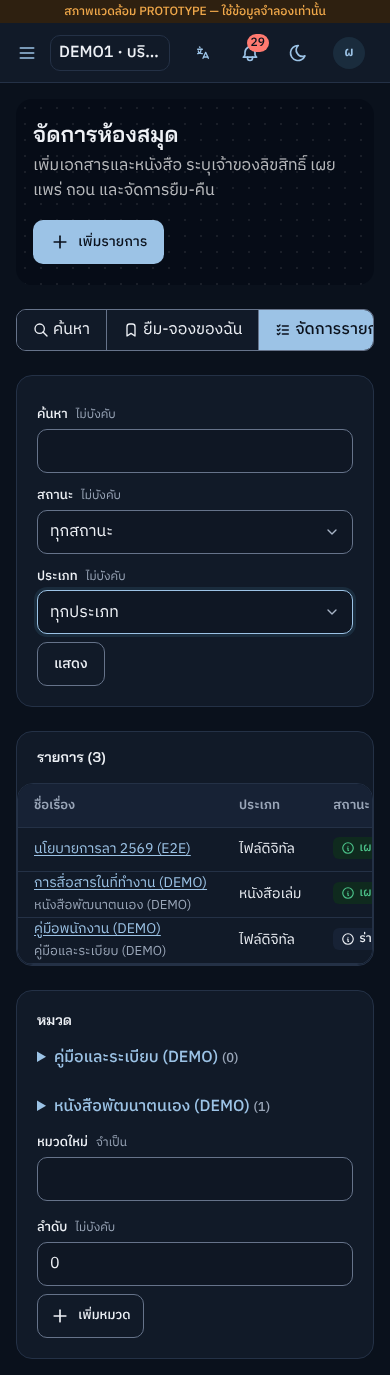 สภาพแวดล้อม PROTOTYPE — ใช้ข้อมูลจำลองเท่านั้น
DEMO1 · บริ...
29
ผ
จัดการห้องสมุด
เพิ่มเอกสารและหนังสือ ระบุเจ้าของลิขสิทธิ์ เผย
แพร่ ถอน และจัดการยืม-คืน
เพิ่มรายการ
ค้นหา
ยืม-จองของฉัน
จัดการรายก
ค้นหา ไม่บังคับ
สถานะ ไม่บังคับ
ทุกสถานะ
ประเภท ไม่บังคับ
ทุกประเภท
แสดง
รายการ (3)
ชื่อเรื่อง ประเภท สถานะ
นโยบายการลา 2569 (E2E) ไฟล์ดิจิทัล เผ
การสื่อสารในที่ทำงาน (DEMO) หนังสือเล่ม เผ
หนังสือพัฒนาตนเอง (DEMO)
คู่มือพนักงาน (DEMO) ไฟล์ดิจิทัล ร่า
คู่มือและระเบียบ (DEMO)
หมวด
คู่มือและระเบียบ (DEMO) (0)
หนังสือพัฒนาตนเอง (DEMO) (1)
หมวดใหม่ จำเป็น
ลำดับ ไม่บังคับ
0
เพิ่มหมวด